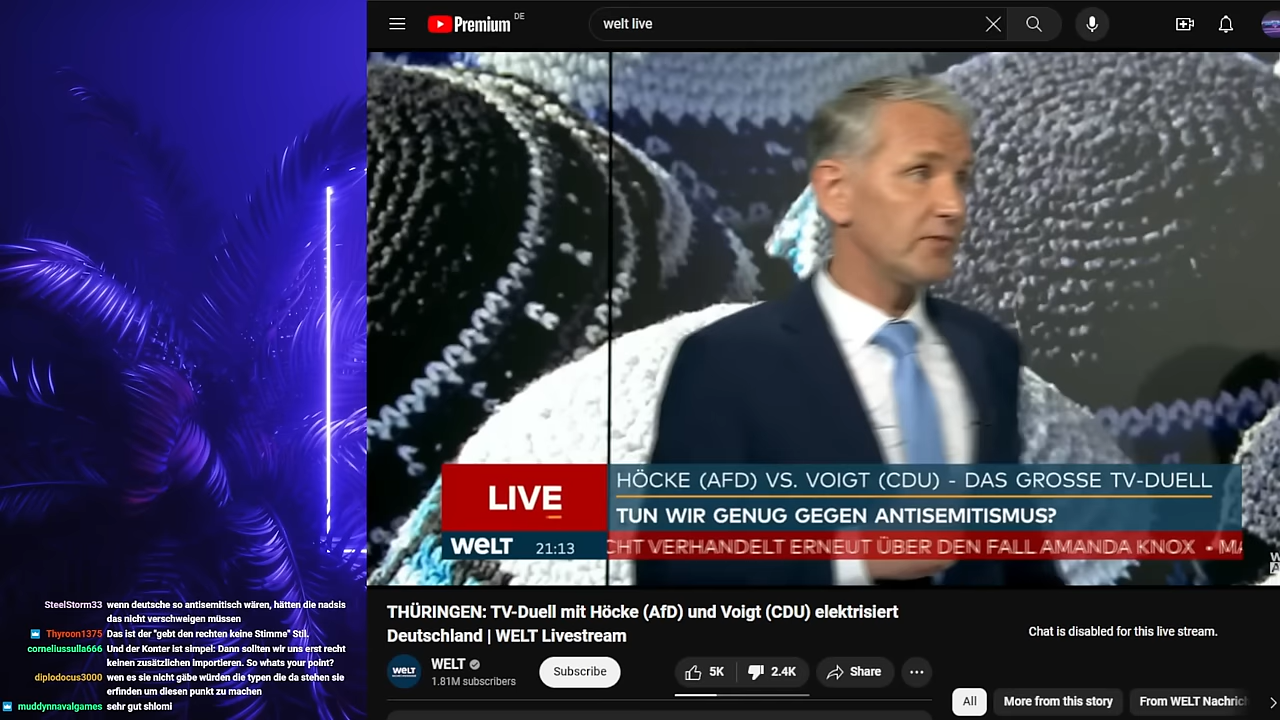 Premium DE
welt live
HÖCKE (AFD) VS. VOIGT (CDU) - DAS GROSSE TV-DUELL
LIVE
TUN WIR GENUG GEGEN ANTISEMITISMUS?
WELT 21:13
CHT VERHANDELT ERNEUT ÜBER DEN FALL AMANDA KNOX • MA
THÜRINGEN: TV-Duell mit Höcke (AfD) und Voigt (CDU) elektrisiert
Deutschland | WELT Livestream
Chat is disabled for this live stream.
WELT
WELT
1.81M subscribers
Subscribe
5K
2.4K
Share
All
More from this story
From WELT Nachric
SteelStorm33 wenn deutsche so antisemitisch wären, hätten die nadsis
das nicht verschweigen müssen
Thyroon1375 Das ist der "gebt den rechten keine Stimme" Stil.
corneliussulla666 Und der Konter ist simpel: Dann sollten wir uns erst recht
keinen zusätzlichen importieren. So whats your point?
diplodocus3000 wen es sie nicht gäbe würden die typen die da stehen sie
erfinden um diesen punkt zu machen
muddynnavalgames sehr gut shlomi